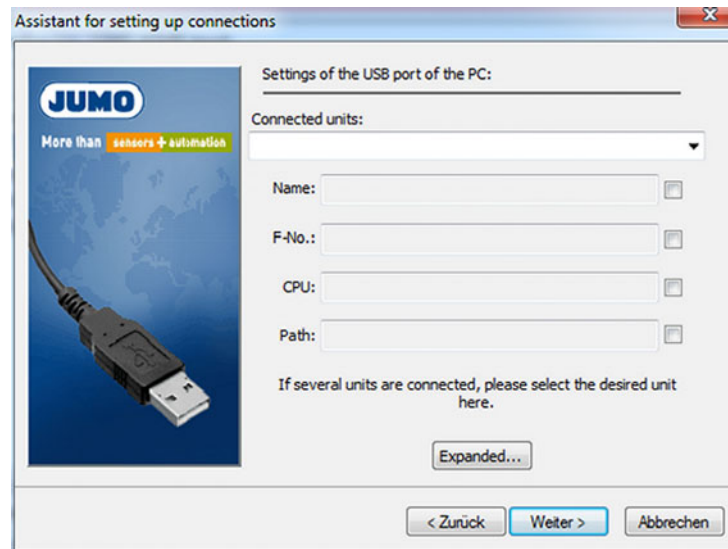 Assistant for setting up connections
JUMO
More than sensors + automation
Settings of the USB port of the PC:
Connected units:
Name:
F-No.:
CPU:
Path:
If several units are connected, please select the desired unit
here.
Expanded...
< Zurück
Weiter >
Abbrechen